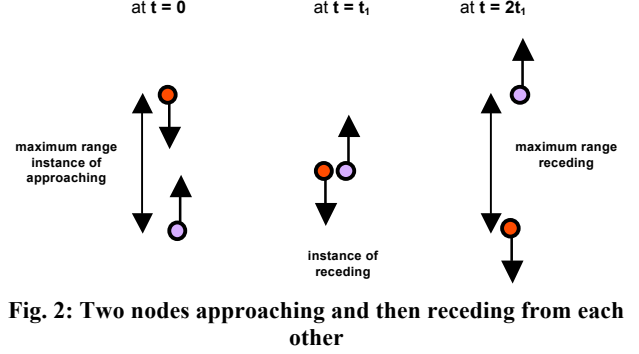 at t = 0
at t = t₁
at t = 2t₁
maximum range
instance of
approaching
maximum range
receding
instance of
receding
Fig. 2: Two nodes approaching and then receding from each
other